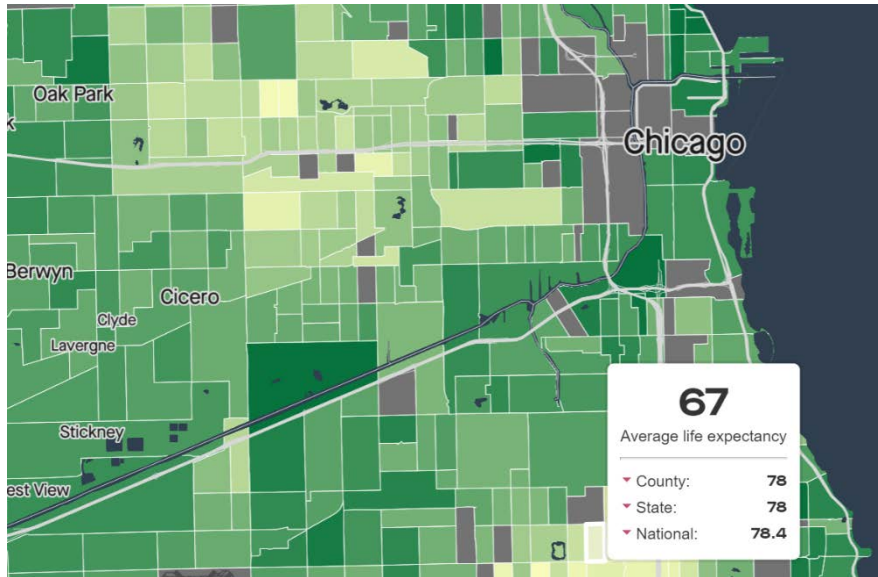 Oak Park
k
Chicago
Berwyn
Cicero
Clyde
Lavergne
Stickney
est View
67
Average life expectancy
County: 78
State: 78
National: 78.4